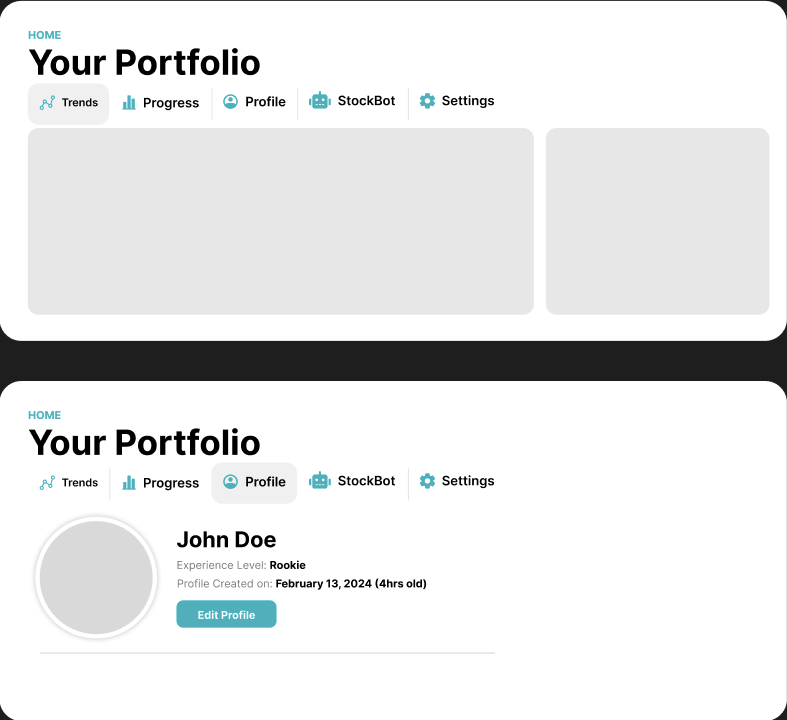 HOME
Your Portfolio
Trends Progress Profile StockBot Settings
HOME
Your Portfolio
Trends Progress Profile StockBot Settings
John Doe
Experience Level: Rookie
Profile Created on: February 13, 2024 (4hrs old)
Edit Profile